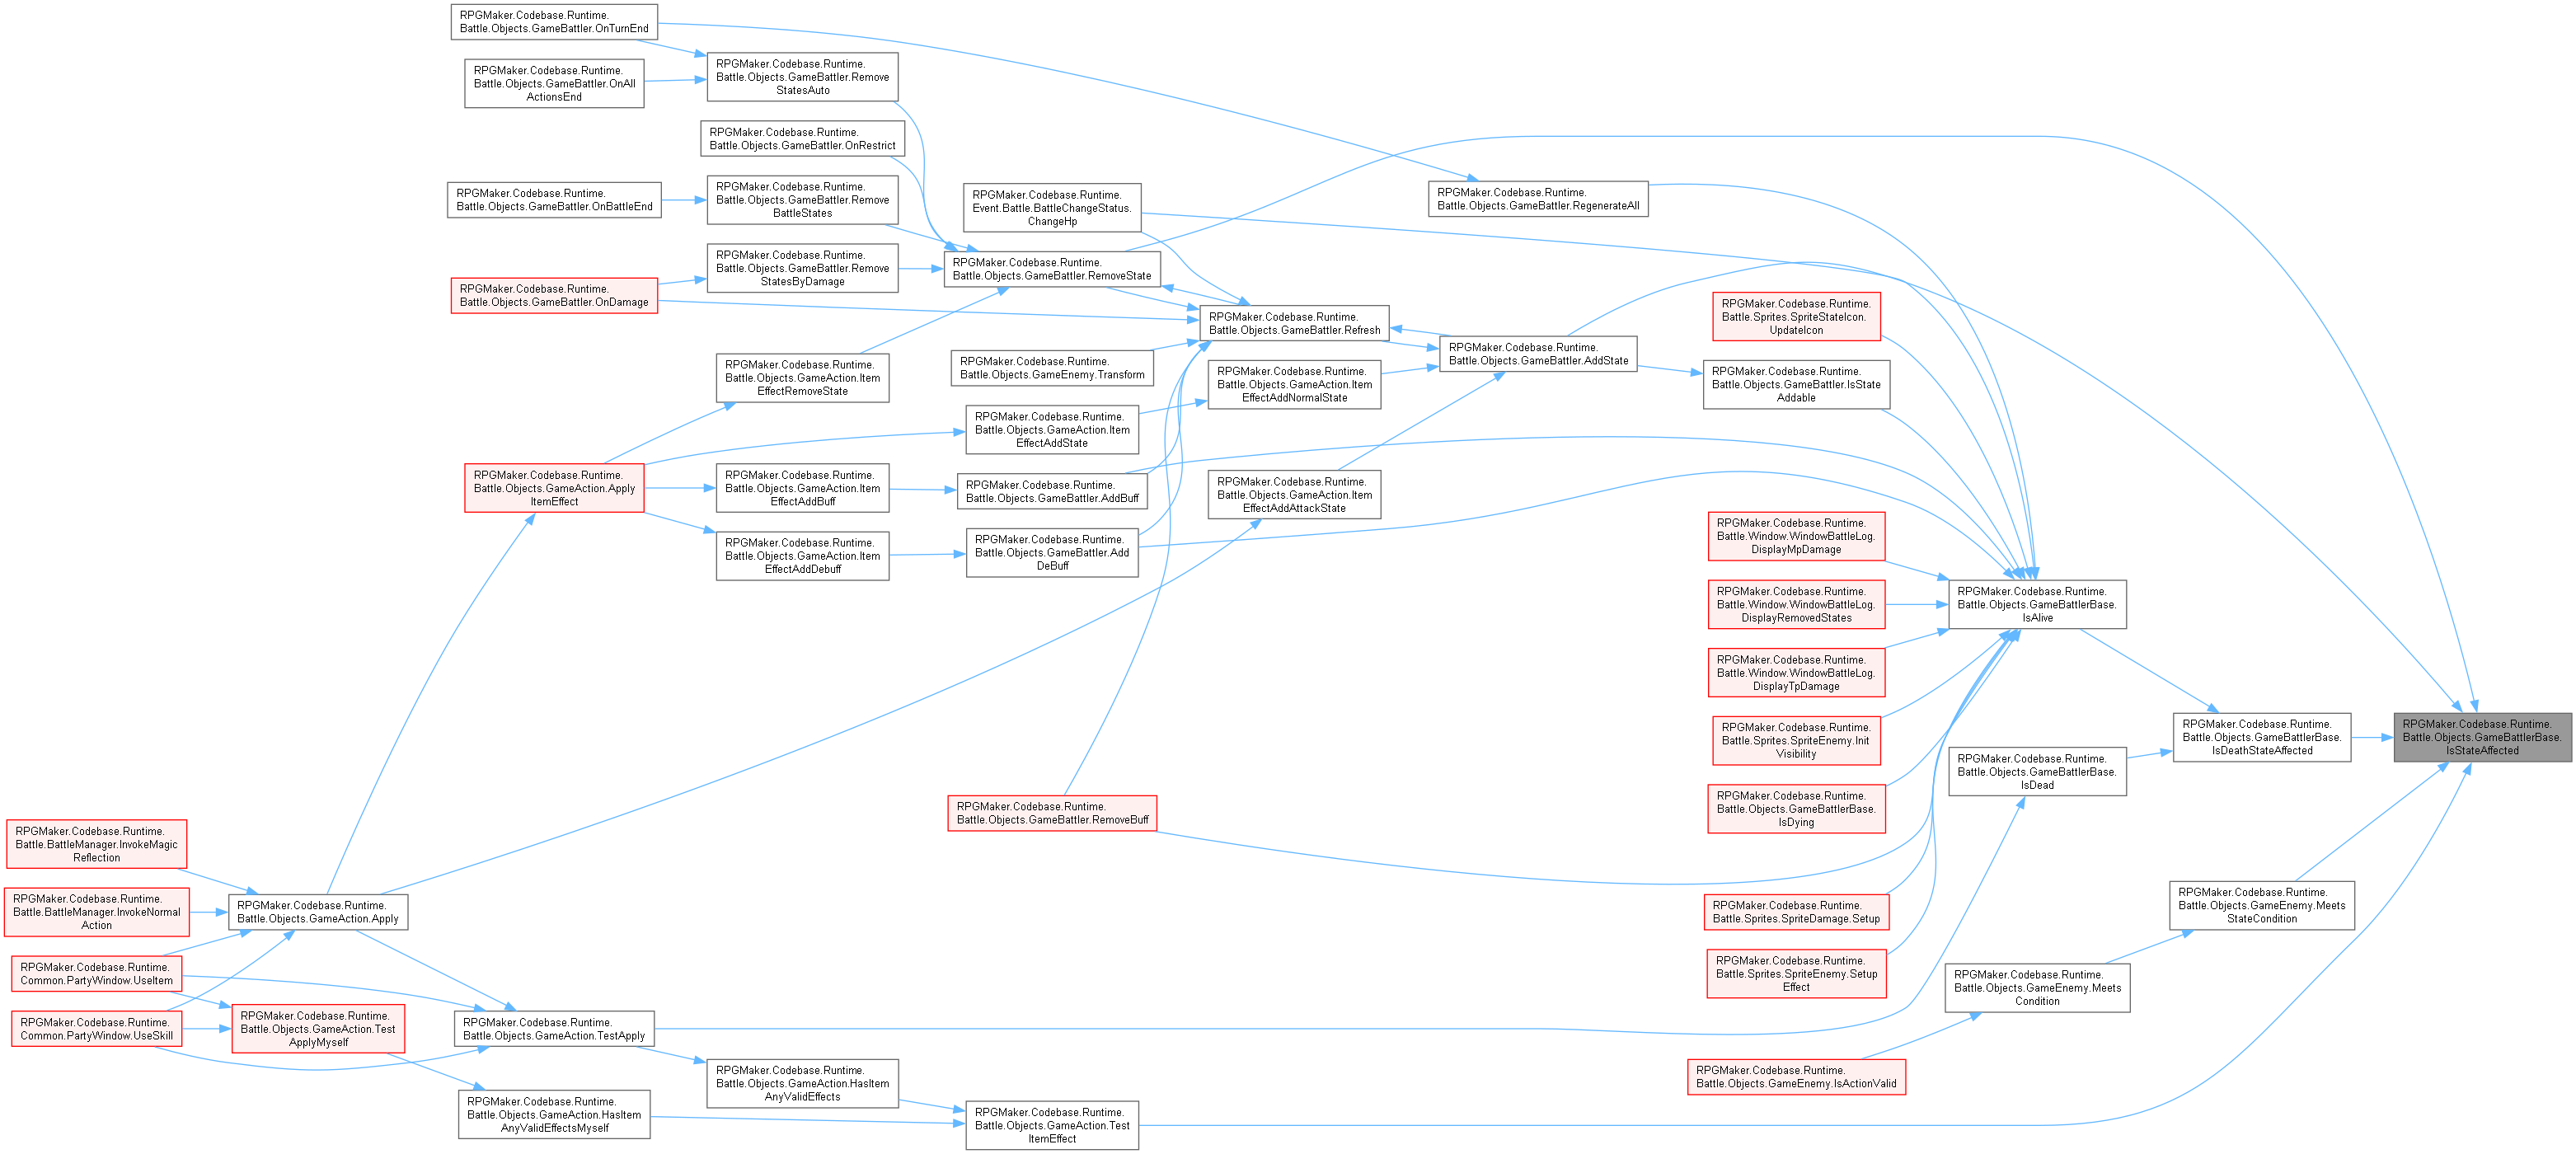 RPGMaker.Codebase.Runtime.
Battle.Objects.GameBattler.OnTurnEnd
RPGMaker.Codebase.Runtime.
Battle.Objects.GameBattler.OnAll
ActionsEnd
RPGMaker.Codebase.Runtime.
Battle.Objects.GameBattler.Remove
StatesAuto
RPGMaker.Codebase.Runtime.
Battle.Objects.GameBattler.OnRestrict
RPGMaker.Codebase.Runtime.
Battle.Objects.GameBattler.OnBattleEnd
RPGMaker.Codebase.Runtime.
Battle.Objects.GameBattler.Remove
BattleStates
RPGMaker.Codebase.Runtime.
Event.Battle.BattleChangeStatus.
ChangeHp
RPGMaker.Codebase.Runtime.
Battle.Objects.GameBattler.RegenerateAll
RPGMaker.Codebase.Runtime.
Battle.Objects.GameBattler.OnDamage
RPGMaker.Codebase.Runtime.
Battle.Objects.GameBattler.Remove
StatesByDamage
RPGMaker.Codebase.Runtime.
Battle.Objects.GameBattler.RemoveState
RPGMaker.Codebase.Runtime.
Battle.Objects.GameBattler.Refresh
RPGMaker.Codebase.Runtime.
Battle.Sprites.SpriteStateIcon.
UpdateIcon
RPGMaker.Codebase.Runtime.
Battle.Objects.GameAction.Item
EffectRemoveState
RPGMaker.Codebase.Runtime.
Battle.Objects.GameEnemy.Transform
RPGMaker.Codebase.Runtime.
Battle.Objects.GameAction.Item
EffectAddNormalState
RPGMaker.Codebase.Runtime.
Battle.Objects.GameBattler.AddState
RPGMaker.Codebase.Runtime.
Battle.Objects.GameBattler.IsState
Addable
RPGMaker.Codebase.Runtime.
Battle.Objects.GameAction.Item
EffectAddState
RPGMaker.Codebase.Runtime.
Battle.Objects.GameAction.Apply
ItemEffect
RPGMaker.Codebase.Runtime.
Battle.Objects.GameAction.Item
EffectAddBuff
RPGMaker.Codebase.Runtime.
Battle.Objects.GameBattler.AddBuff
RPGMaker.Codebase.Runtime.
Battle.Objects.GameAction.Item
EffectAddAttackState
RPGMaker.Codebase.Runtime.
Battle.Objects.GameAction.Item
EffectAddDebuff
RPGMaker.Codebase.Runtime.
Battle.Objects.GameBattler.Add
DeBuff
RPGMaker.Codebase.Runtime.
Battle.Window.WindowBattleLog.
DisplayMpDamage
RPGMaker.Codebase.Runtime.
Battle.Window.WindowBattleLog.
DisplayRemovedStates
RPGMaker.Codebase.Runtime.
Battle.Objects.GameBattlerBase.
IsAlive
RPGMaker.Codebase.Runtime.
Battle.Window.WindowBattleLog.
DisplayTpDamage
RPGMaker.Codebase.Runtime.
Battle.Sprites.SpriteEnemy.Init
Visibility
RPGMaker.Codebase.Runtime.
Battle.Objects.GameBattlerBase.
IsDeathStateAffected
RPGMaker.Codebase.Runtime.
Battle.Objects.GameBattlerBase.
IsStateAffected
RPGMaker.Codebase.Runtime.
Battle.Objects.GameBattlerBase.
IsDead
RPGMaker.Codebase.Runtime.
Battle.Objects.GameBattler.RemoveBuff
RPGMaker.Codebase.Runtime.
Battle.Objects.GameBattlerBase.
IsDying
RPGMaker.Codebase.Runtime.
Battle.BattleManager.InvokeMagic
Reflection
RPGMaker.Codebase.Runtime.
Battle.BattleManager.InvokeNormal
Action
RPGMaker.Codebase.Runtime.
Battle.Objects.GameAction.Apply
RPGMaker.Codebase.Runtime.
Battle.Sprites.SpriteDamage.Setup
RPGMaker.Codebase.Runtime.
Battle.Objects.GameEnemy.Meets
StateCondition
RPGMaker.Codebase.Runtime.
Common.PartyWindow.UseItem
RPGMaker.Codebase.Runtime.
Battle.Sprites.SpriteEnemy.Setup
Effect
RPGMaker.Codebase.Runtime.
Battle.Objects.GameEnemy.Meets
Condition
RPGMaker.Codebase.Runtime.
Common.PartyWindow.UseSkill
RPGMaker.Codebase.Runtime.
Battle.Objects.GameAction.Test
ApplyMyself
RPGMaker.Codebase.Runtime.
Battle.Objects.GameAction.TestApply
RPGMaker.Codebase.Runtime.
Battle.Objects.GameAction.HasItem
AnyValidEffects
RPGMaker.Codebase.Runtime.
Battle.Objects.GameEnemy.IsActionValid
RPGMaker.Codebase.Runtime.
Battle.Objects.GameAction.HasItem
AnyValidEffectsMyself
RPGMaker.Codebase.Runtime.
Battle.Objects.GameAction.Test
ItemEffect